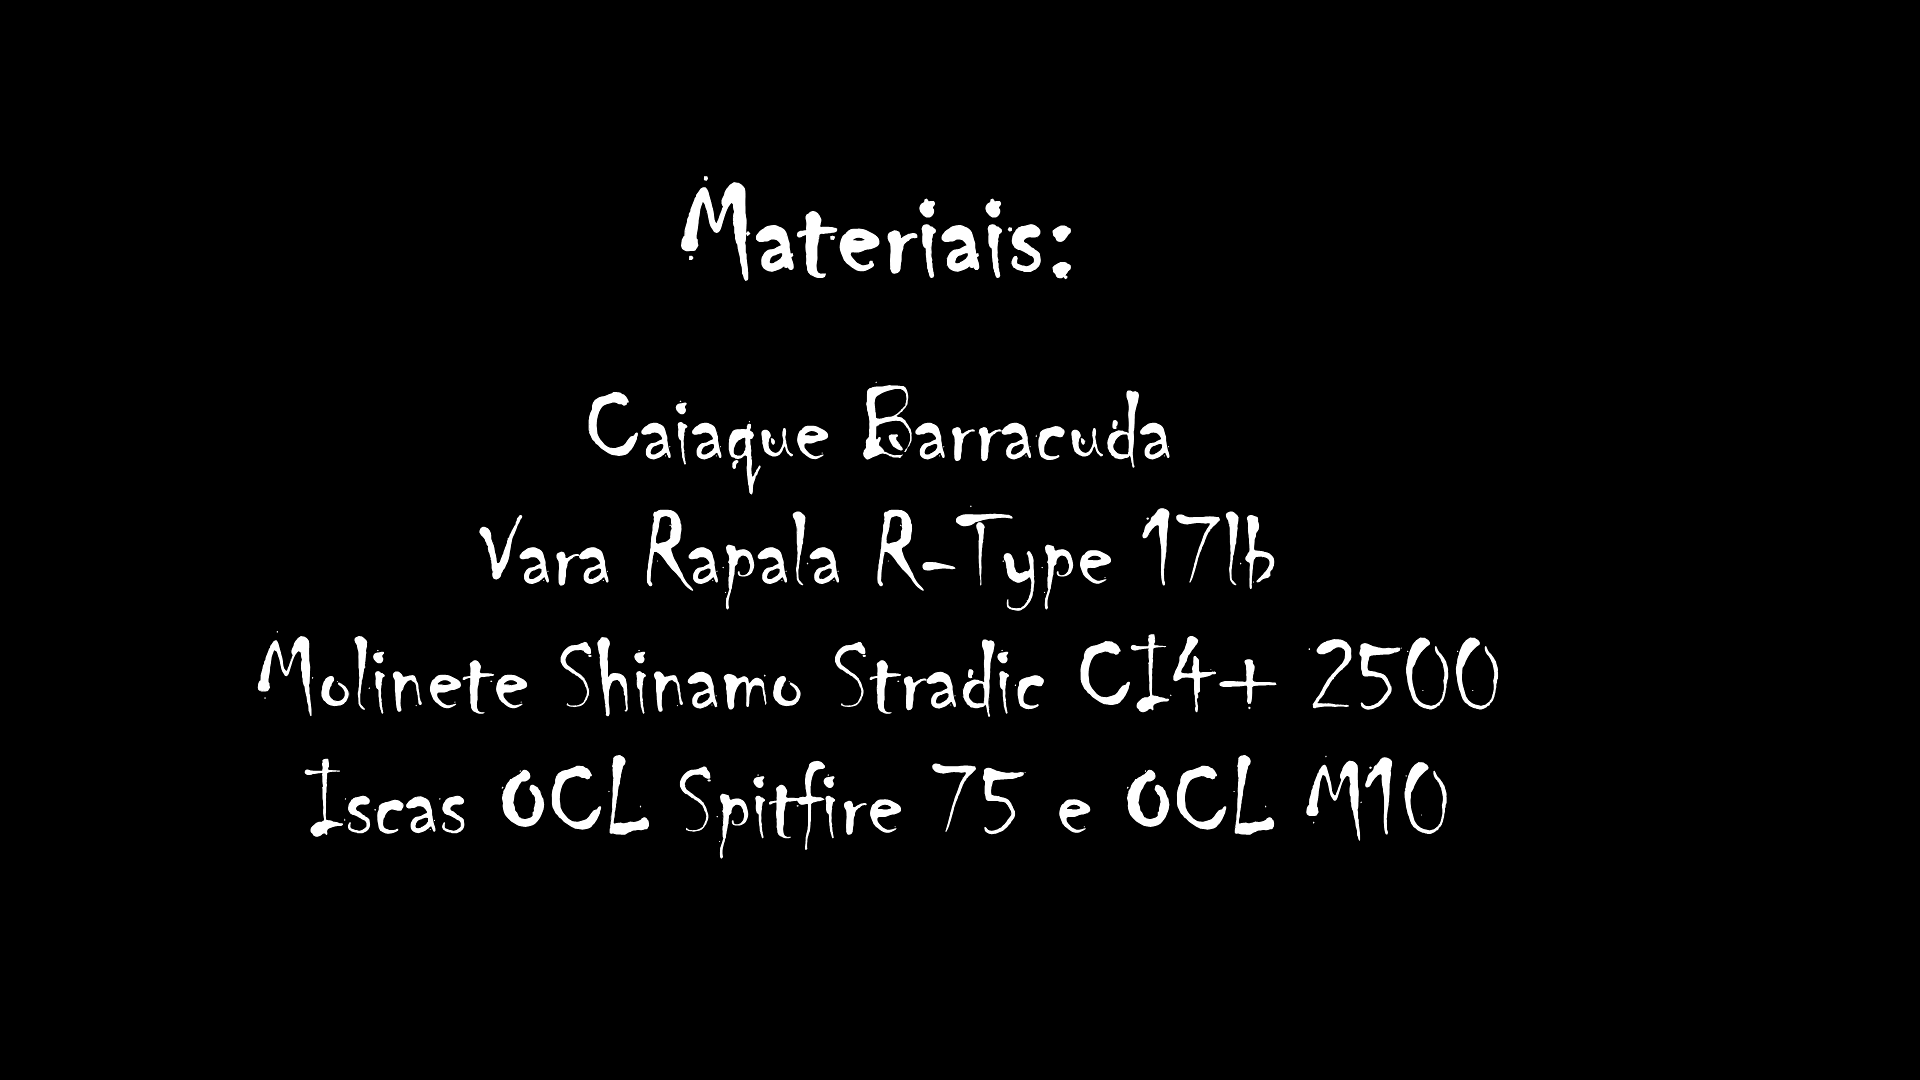 Materiais:
Caiaque Barracuda
Vara Rapala R-Type 17lb
Molinete Shinamo Stradic CI4+ 2500
Iscas OCL Spitfire 75 e OCL M10